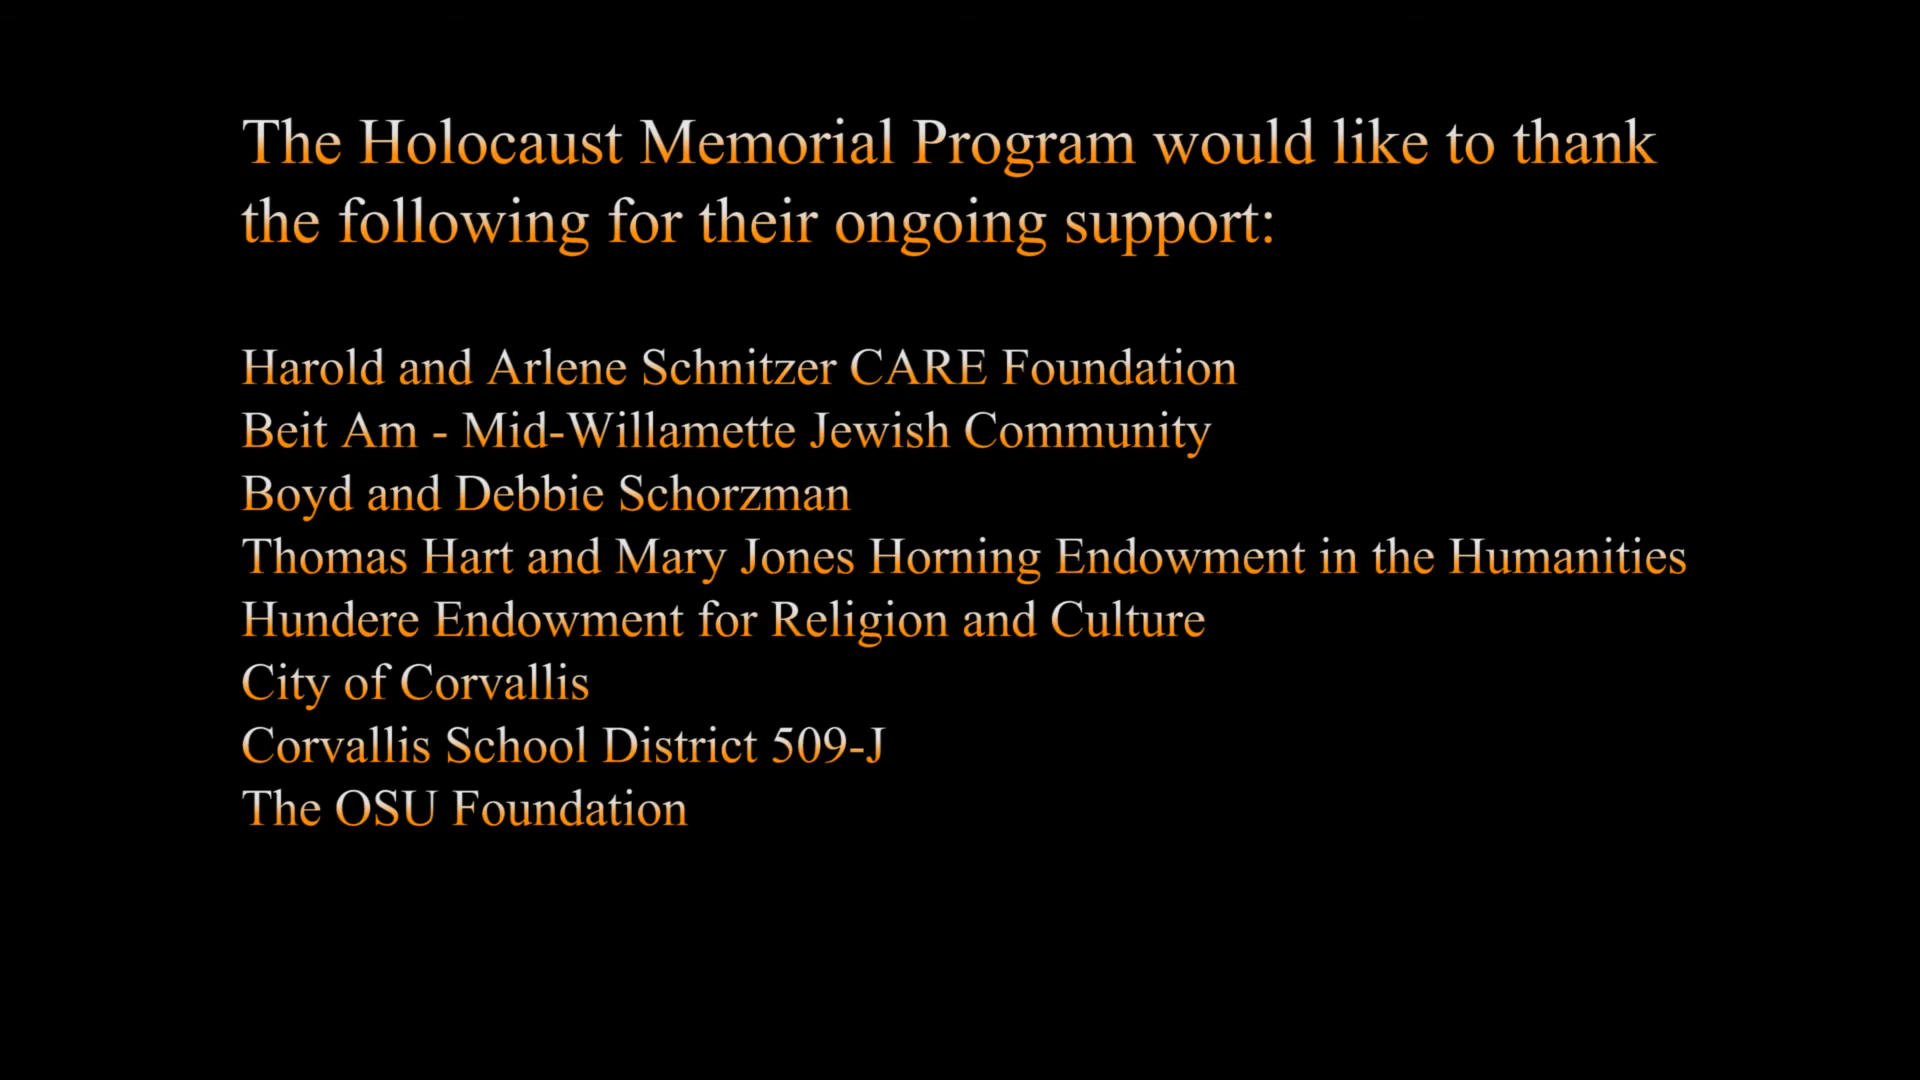 The Holocaust Memorial Program would like to thank
the following for their ongoing support:
Harold and Arlene Schnitzer CARE Foundation
Beit Am - Mid-Willamette Jewish Community
Boyd and Debbie Schorzman
Thomas Hart and Mary Jones Horning Endowment in the Humanities
Hundere Endowment for Religion and Culture
City of Corvallis
Corvallis School District 509-J
The OSU Foundation